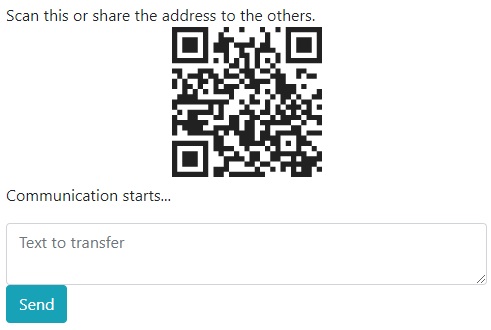 Scan this or share the address to the others.
Communication starts...
Text to transfer
Send